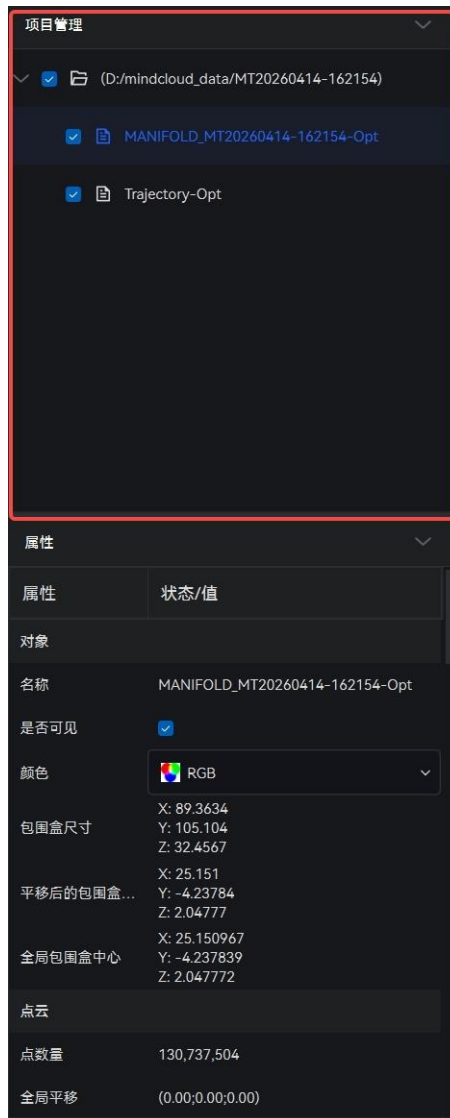 项目管理
(D:/mindcloud_data/MT20260414-162154)
MANIFOLD_MT20260414-162154-Opt
Trajectory-Opt
属性
属性 状态/值
对象
名称 MANIFOLD_MT20260414-162154-Opt
是否可见
颜色 RGB
包围盒尺寸
X: 89.3634
Y: 105.104
Z: 32.4567
平移后的包围盒...
X: 25.151
Y: -4.23784
Z: 2.04777
全局包围盒中心
X: 25.150967
Y: -4.237839
Z: 2.047772
点云
点数量 130,737,504
全局平移 (0.00;0.00;0.00)